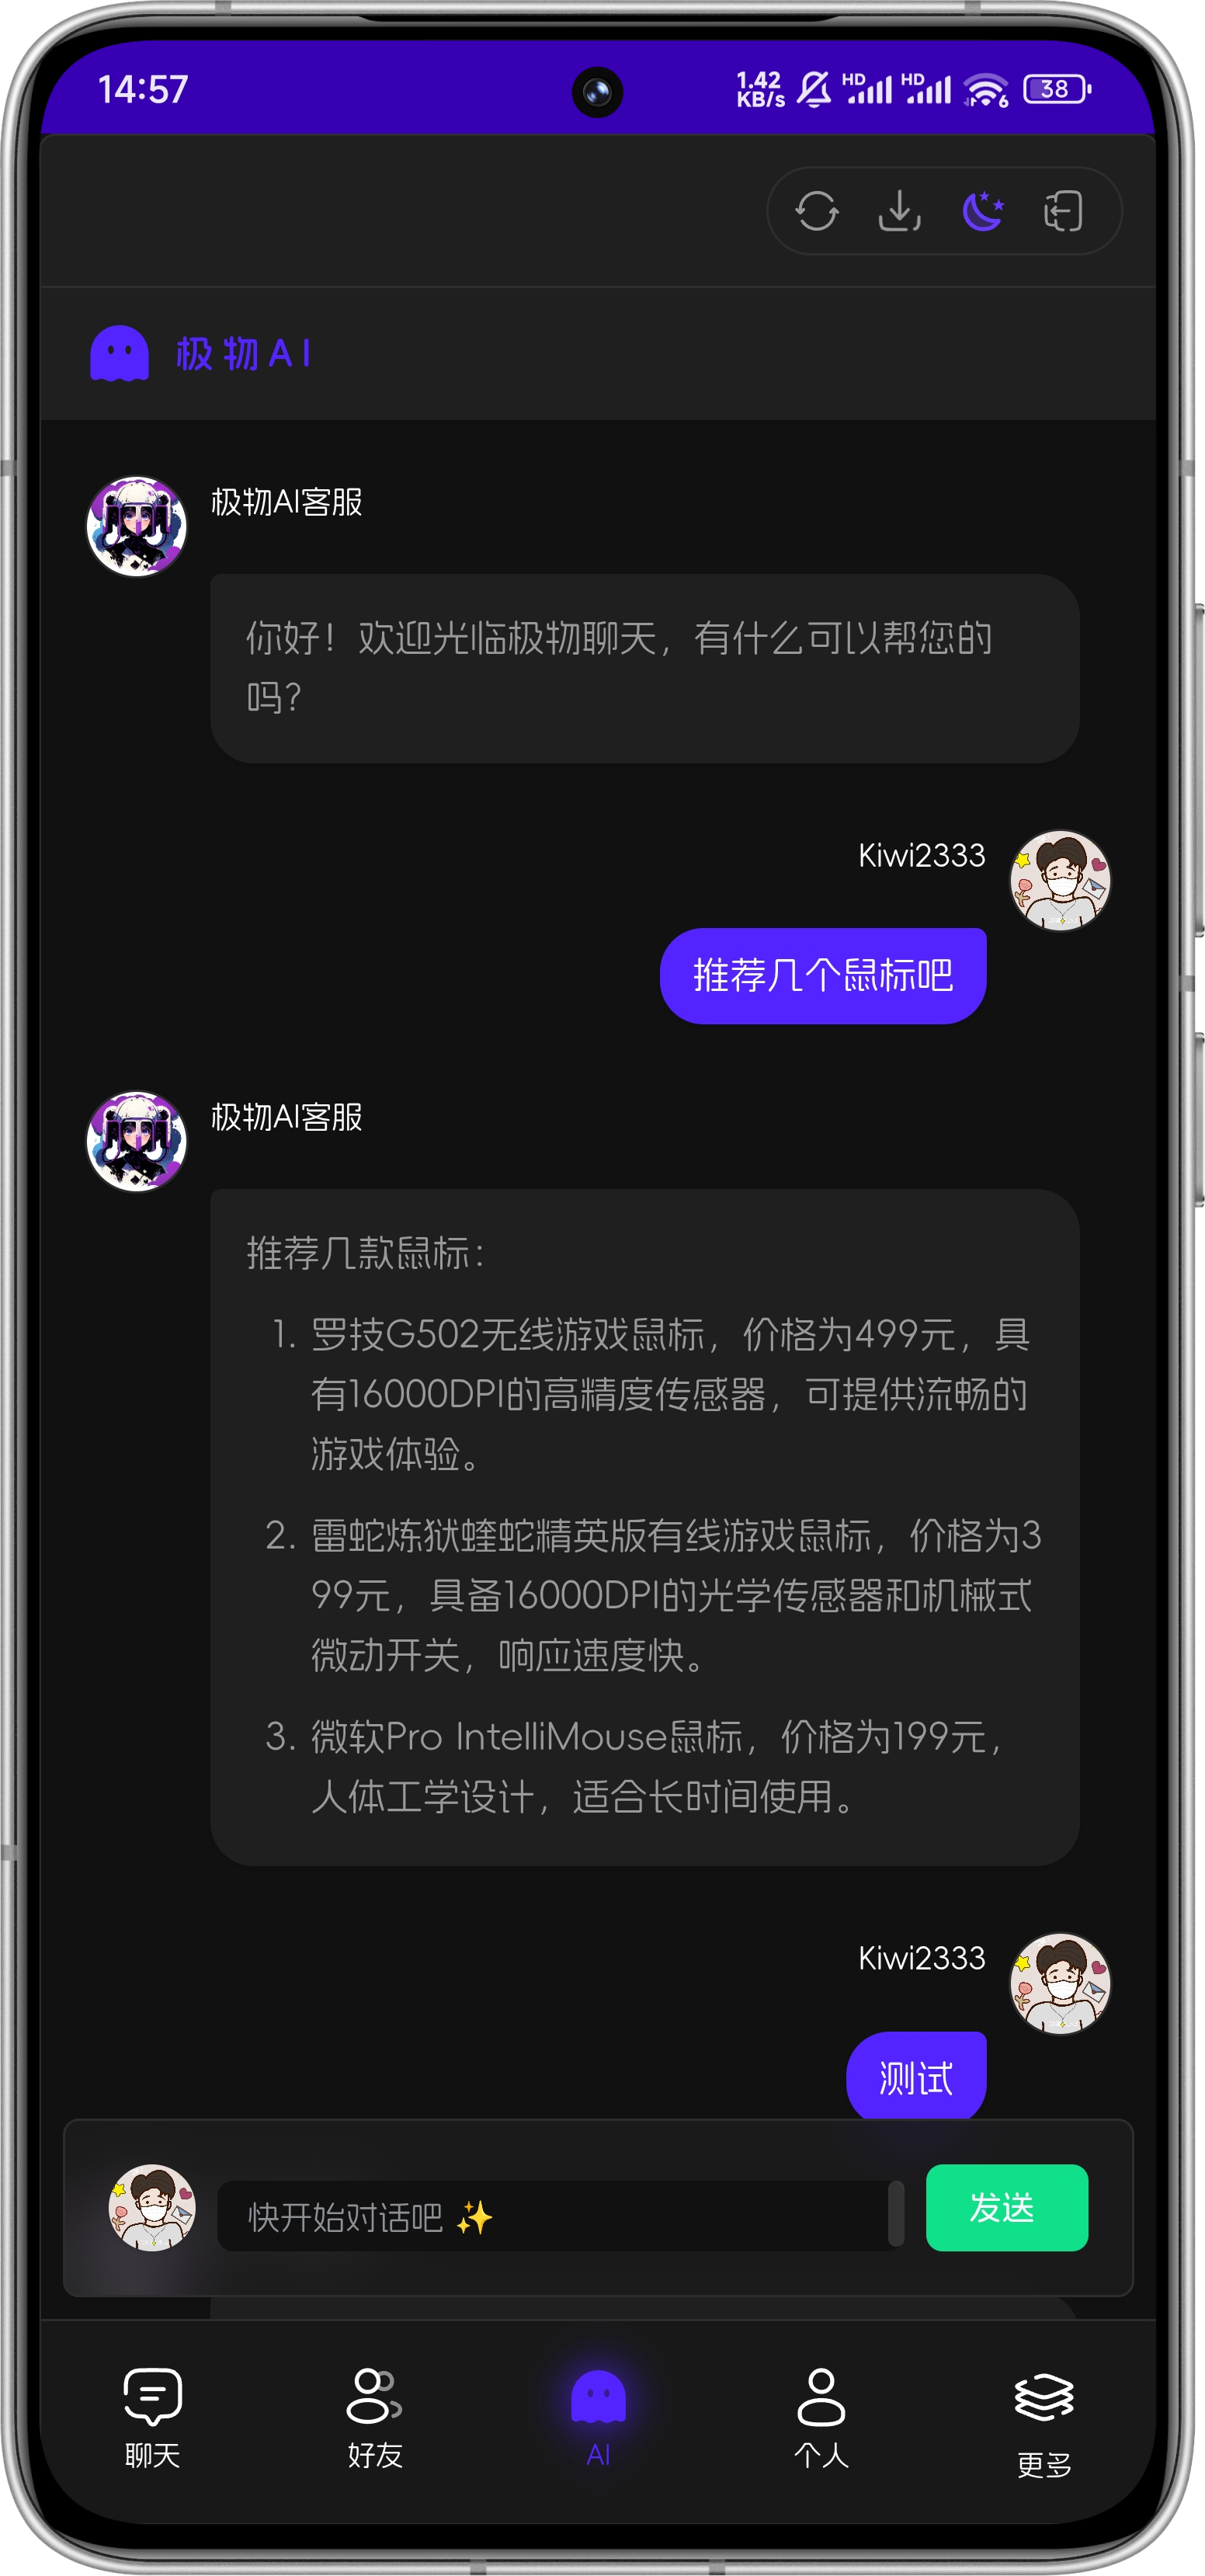 14:57
1.42
KB/s
HD
HD
6
38
极物AI
极物AI客服
你好！欢迎光临极物聊天，有什么可以帮您的
吗？
Kiwi2333
推荐几个鼠标吧
极物AI客服
推荐几款鼠标：
1. 罗技G502无线游戏鼠标，价格为499元，具
有16000DPI的高精度传感器，可提供流畅的
游戏体验。
2. 雷蛇炼狱蝰蛇精英版有线游戏鼠标，价格为3
99元，具备16000DPI的光学传感器和机械式
微动开关，响应速度快。
3. 微软Pro IntelliMouse鼠标，价格为199元，
人体工学设计，适合长时间使用。
Kiwi2333
测试
快开始对话吧 ✨
发送
聊天
好友
AI
个人
更多